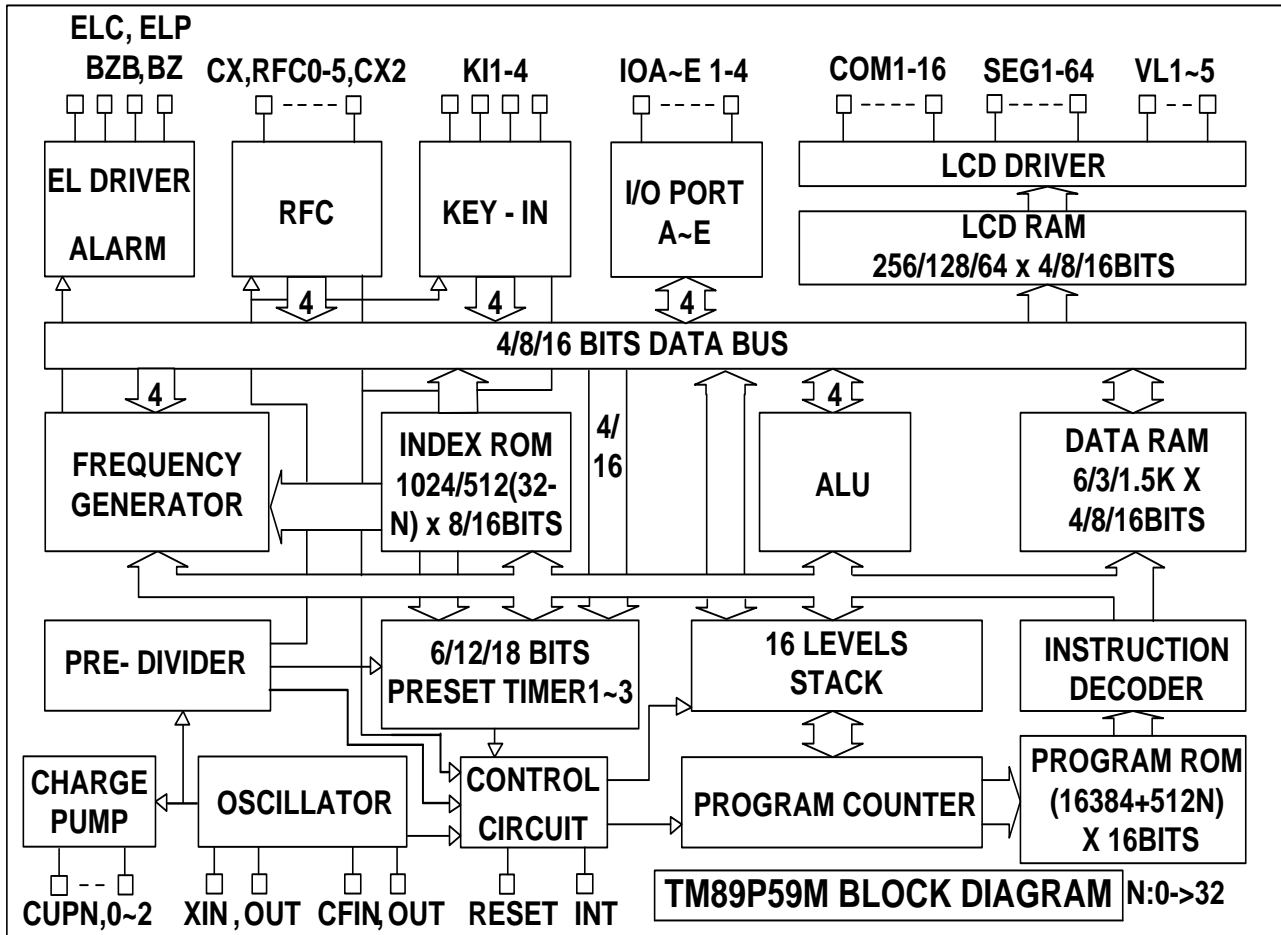 ELC, ELP
BZB, BZ
CX,RFC0-5,CX2
KI1-4
IOA~E 1-4
COM1-16
SEG1-64
VL1~5
EL DRIVER
ALARM
RFC
KEY - IN
I/O PORT
A~E
LCD DRIVER
LCD RAM
256/128/64 x 4/8/16BITS
4
4
4
4/8/16 BITS DATA BUS
4
4
FREQUENCY
GENERATOR
INDEX ROM
1024/512(32-
N) x 8/16BITS
4/
16
ALU
DATA RAM
6/3/1.5K X
4/8/16BITS
PRE- DIVIDER
6/12/18 BITS
PRESET TIMER1~3
16 LEVELS
STACK
INSTRUCTION
DECODER
CHARGE
PUMP
OSCILLATOR
CONTROL
CIRCUIT
PROGRAM COUNTER
PROGRAM ROM
(16384+512N)
X 16BITS
CUPN,0~2
XIN , OUT
CFIN, OUT
RESET
INT
TM89P59M BLOCK DIAGRAM
N:0->32